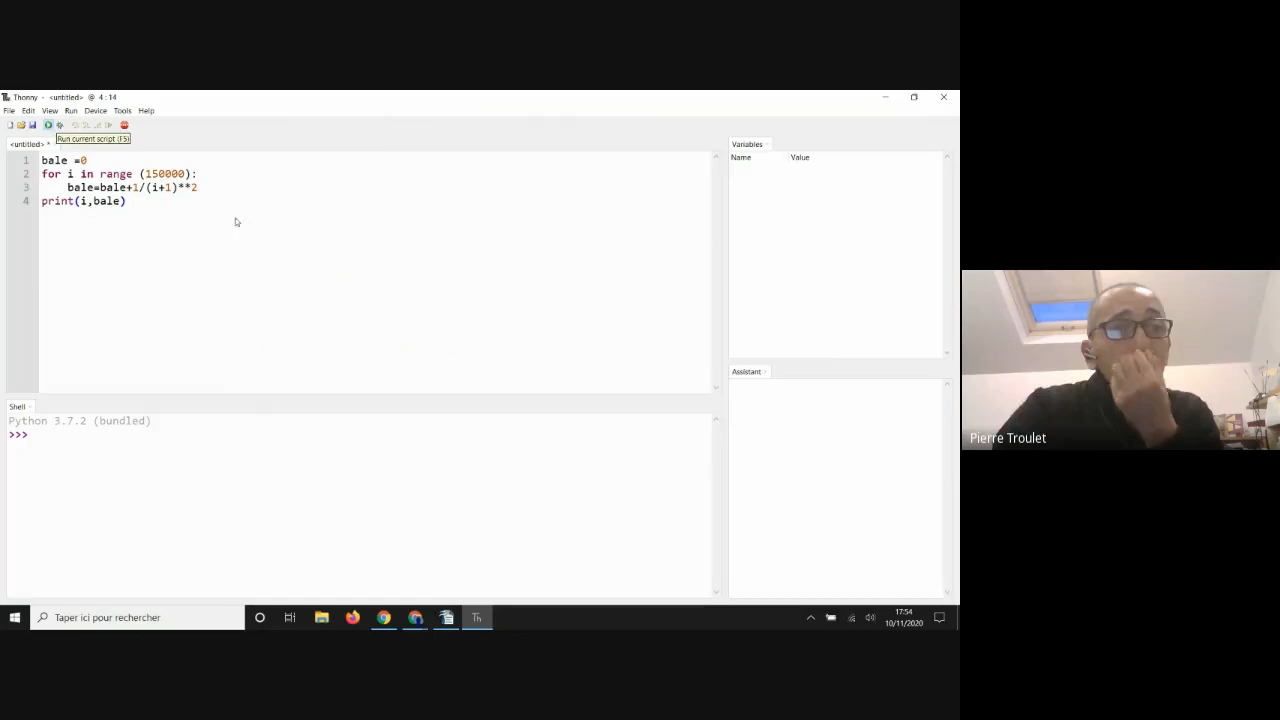 Thonny - <untitled> @ 4:14
File Edit View Run Device Tools Help
Run current script (F5)
<untitled> *
1 bale =0
2 for i in range (150000):
3 bale=bale+1/(i+1)**2
4 print(i,bale)
Variables
Name Value
Assistant
Shell
Python 3.7.2 (bundled)
>>>
Pierre Troulet
Taper ici pour rechercher
Th
17:54
10/11/2020